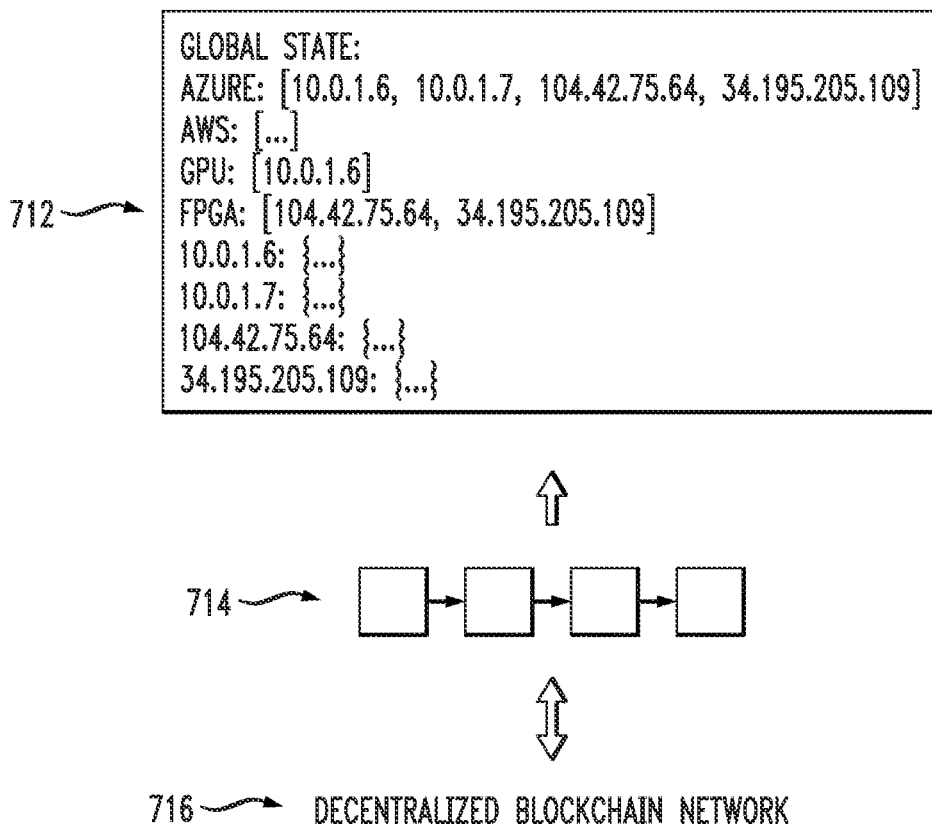 GLOBAL STATE:
AZURE: [10.0.1.6, 10.0.1.7, 104.42.75.64, 34.195.205.109]
AWS: [...]
GPU: [10.0.1.6]
712
FPGA: [104.42.75.64, 34.195.205.109]
10.0.1.6: {...}
10.0.1.7: {...}
104.42.75.64: {...}
34.195.205.109: {...}
714
716
DECENTRALIZED BLOCKCHAIN NETWORK